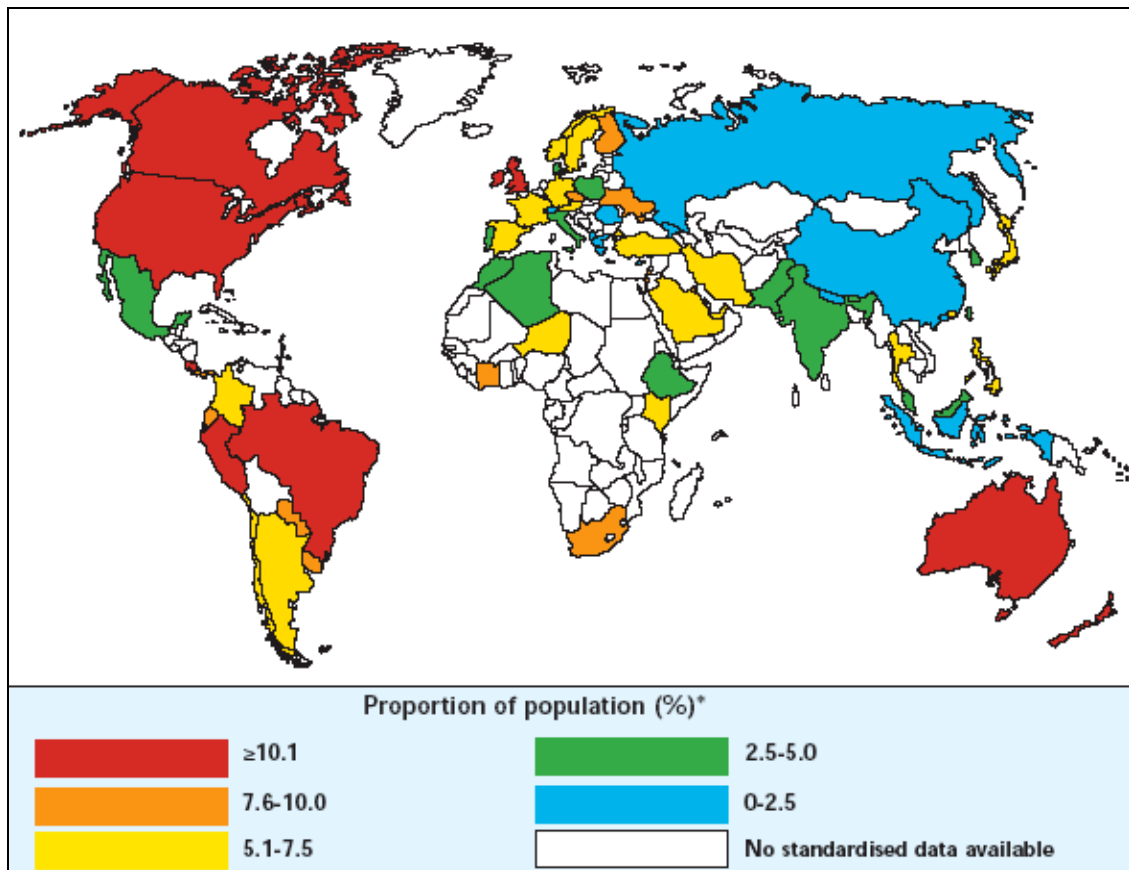 Proportion of population (%)*
≥10.1
7.6-10.0
5.1-7.5
2.5-5.0
0-2.5
No standardised data available